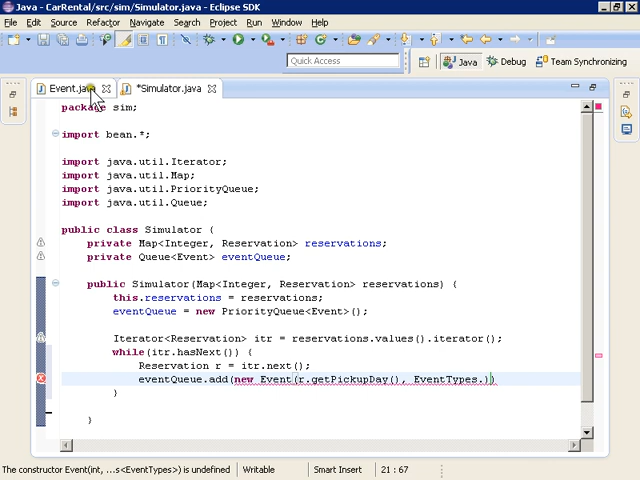 Java - CarRental/src/sim/Simulator.java - Eclipse SDK
File Edit Source Refactor Navigate Search Project Run Window Help
Quick Access
Java Debug Team Synchronizing
Event.java *Simulator.java
package sim;
import bean.*;
import java.util.Iterator;
import java.util.Map;
import java.util.PriorityQueue;
import java.util.Queue;
public class Simulator {
private Map<Integer, Reservation> reservations;
private Queue<Event> eventQueue;
public Simulator(Map<Integer, Reservation> reservations) {
this.reservations = reservations;
eventQueue = new PriorityQueue<Event>();
Iterator<Reservation> itr = reservations.values().iterator();
while(itr.hasNext()) {
Reservation r = itr.next();
eventQueue.add(new Event(r.getPickupDay(), EventTypes.))
}
}
The constructor Event(int, ...s<EventTypes>) is undefined Writable Smart Insert 21 : 67